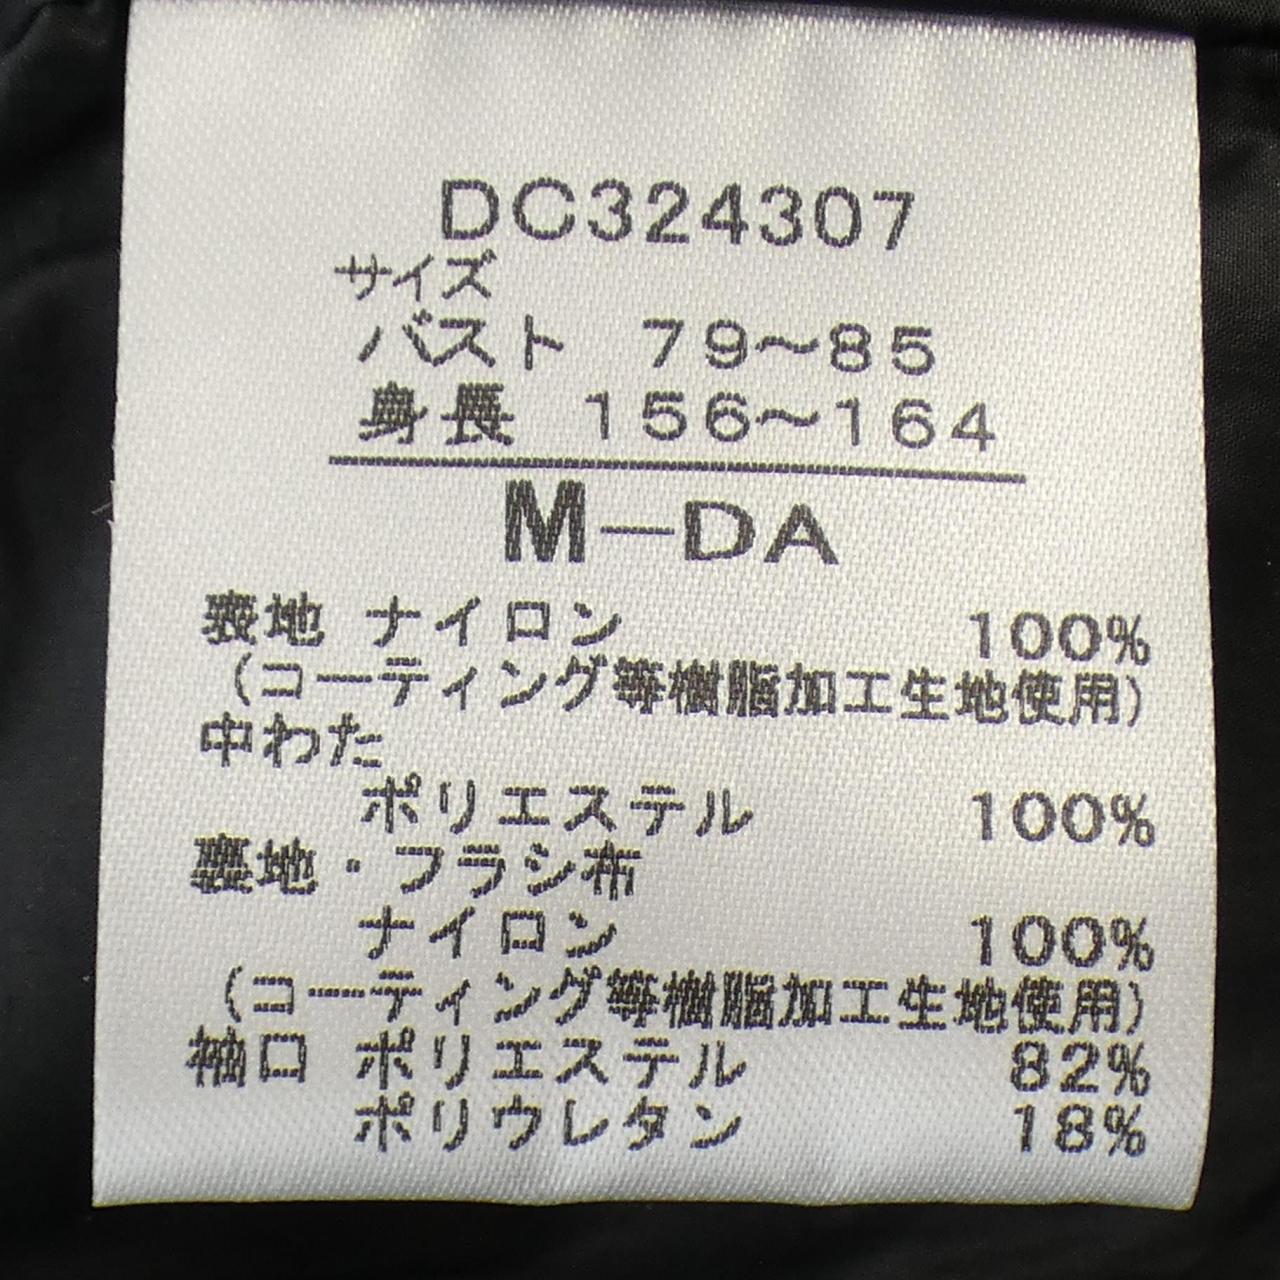 DC324307
サイズ
バスト 79〜85
身長 156〜164
M-DA
表地 ナイロン 100%
(コーティング等樹脂加工生地使用)
中わた
ポリエステル 100%
裏地・フラシ布
ナイロン 100%
(コーティング等樹脂加工生地使用)
袖口 ポリエステル 82%
ポリウレタン 18%